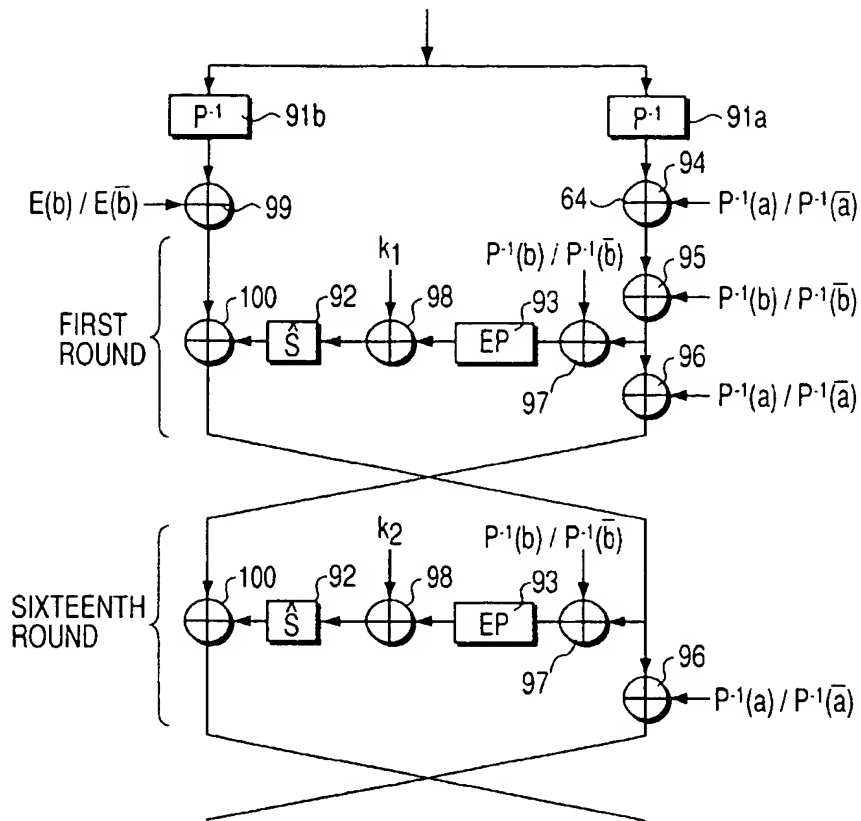 P⁻¹ 91b P⁻¹ 91a
94
E(b) / E(b̅) 99 64 P⁻¹(a) / P⁻¹(a̅)
95
k₁ P⁻¹(b) / P⁻¹(b̅)
P⁻¹(b) / P⁻¹(b̅)
100 92 98 93
FIRST
ROUND
Ŝ EP
97 96
P⁻¹(a) / P⁻¹(a̅)
k₂ P⁻¹(b) / P⁻¹(b̅)
100 92 98 93
SIXTEENTH
ROUND
Ŝ EP
97 96
P⁻¹(a) / P⁻¹(a̅)